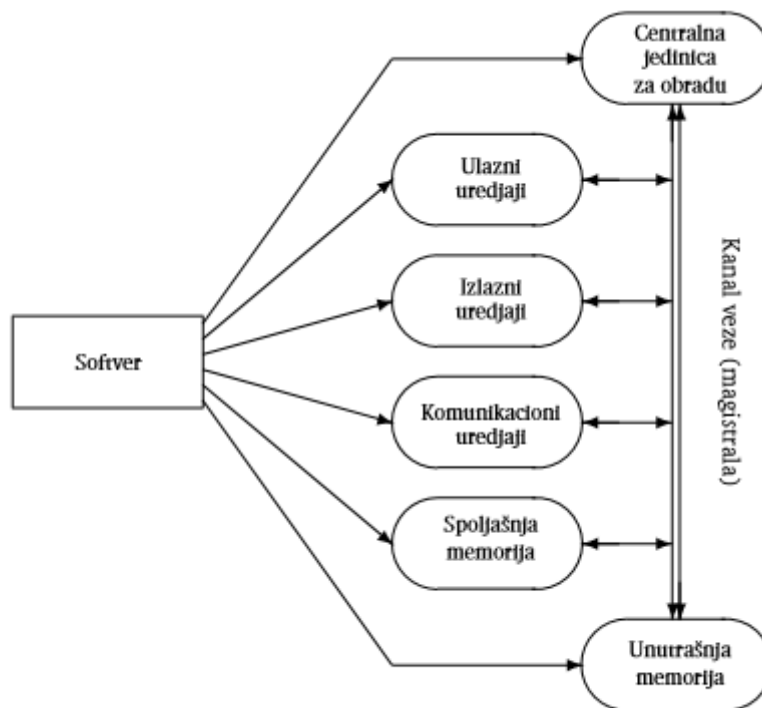 Centralna
jedinica
za obradu
Ulazni
uredjaji
Izlazni
uredjaji
Softver
Komunikacioni
uredjaji
Spoljašnja
memorija
Unutrašnja
memorija
Kanal veze (magistrala)